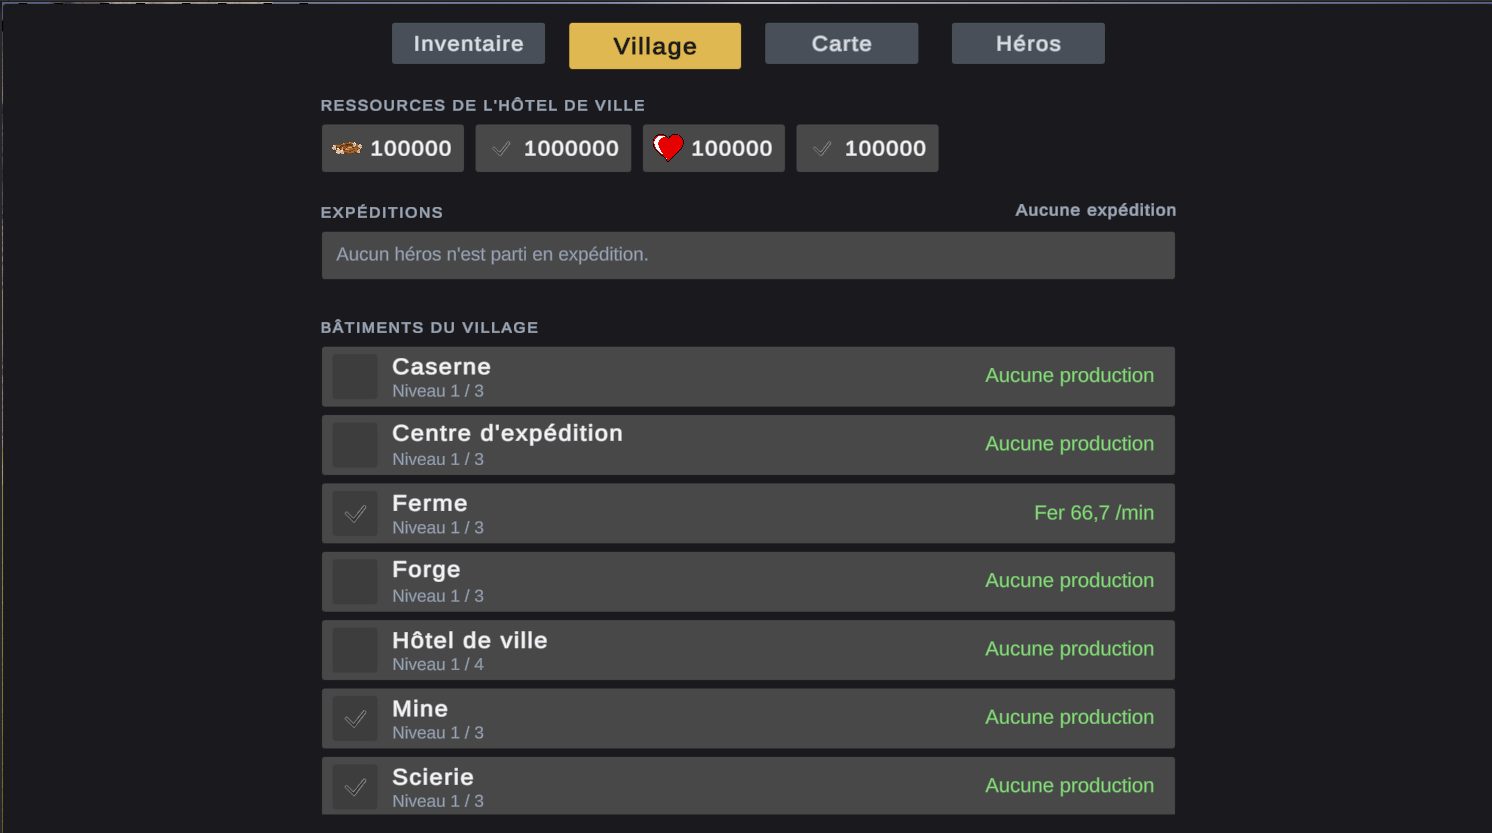 Inventaire
Village
Carte
Héros
RESSOURCES DE L'HÔTEL DE VILLE
100000
1000000
100000
100000
EXPÉDITIONS
Aucune expédition
Aucun héros n'est parti en expédition.
BÂTIMENTS DU VILLAGE
Caserne
Niveau 1 / 3
Aucune production
Centre d'expédition
Niveau 1 / 3
Aucune production
Ferme
Niveau 1 / 3
Fer 66,7 /min
Forge
Niveau 1 / 3
Aucune production
Hôtel de ville
Niveau 1 / 4
Aucune production
Mine
Niveau 1 / 3
Aucune production
Scierie
Niveau 1 / 3
Aucune production